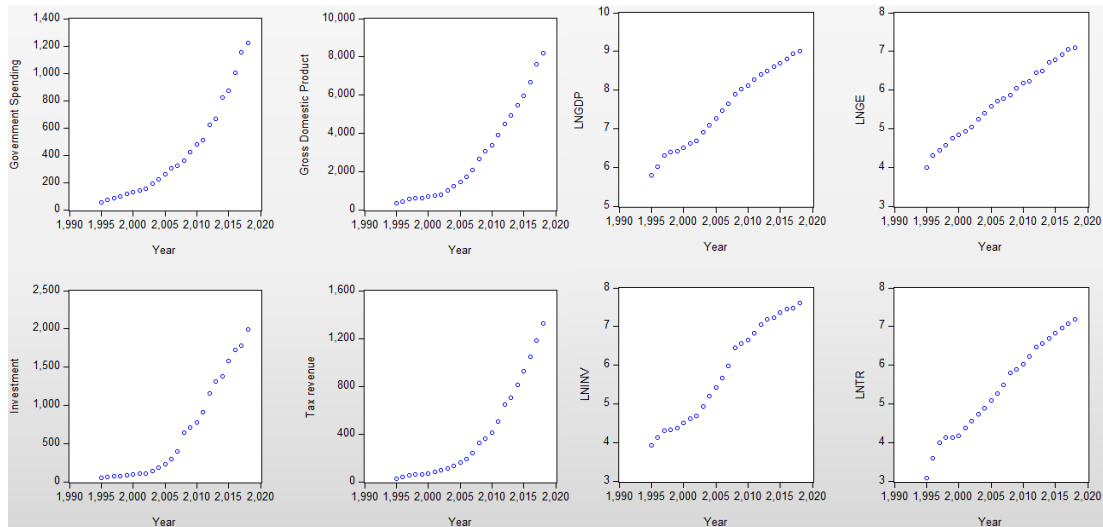 Government Spending
1,400
1,200
1,000
800
600
400
200
0
1,990 1,995 2,000 2,005 2,010 2,015 2,020
Year
Gross Domestic Product
10,000
8,000
6,000
4,000
2,000
0
1,990 1,995 2,000 2,005 2,010 2,015 2,020
Year
LNGDP
10
9
8
7
6
5
1,990 1,995 2,000 2,005 2,010 2,015 2,020
Year
LNGE
8
7
6
5
4
3
1,990 1,995 2,000 2,005 2,010 2,015 2,020
Year
Investment
2,500
2,000
1,500
1,000
500
0
1,990 1,995 2,000 2,005 2,010 2,015 2,020
Year
Tax revenue
1,600
1,200
800
400
0
1,990 1,995 2,000 2,005 2,010 2,015 2,020
Year
LNINV
8
7
6
5
4
3
1,990 1,995 2,000 2,005 2,010 2,015 2,020
Year
LNTR
8
7
6
5
4
3
1,990 1,995 2,000 2,005 2,010 2,015 2,020
Year